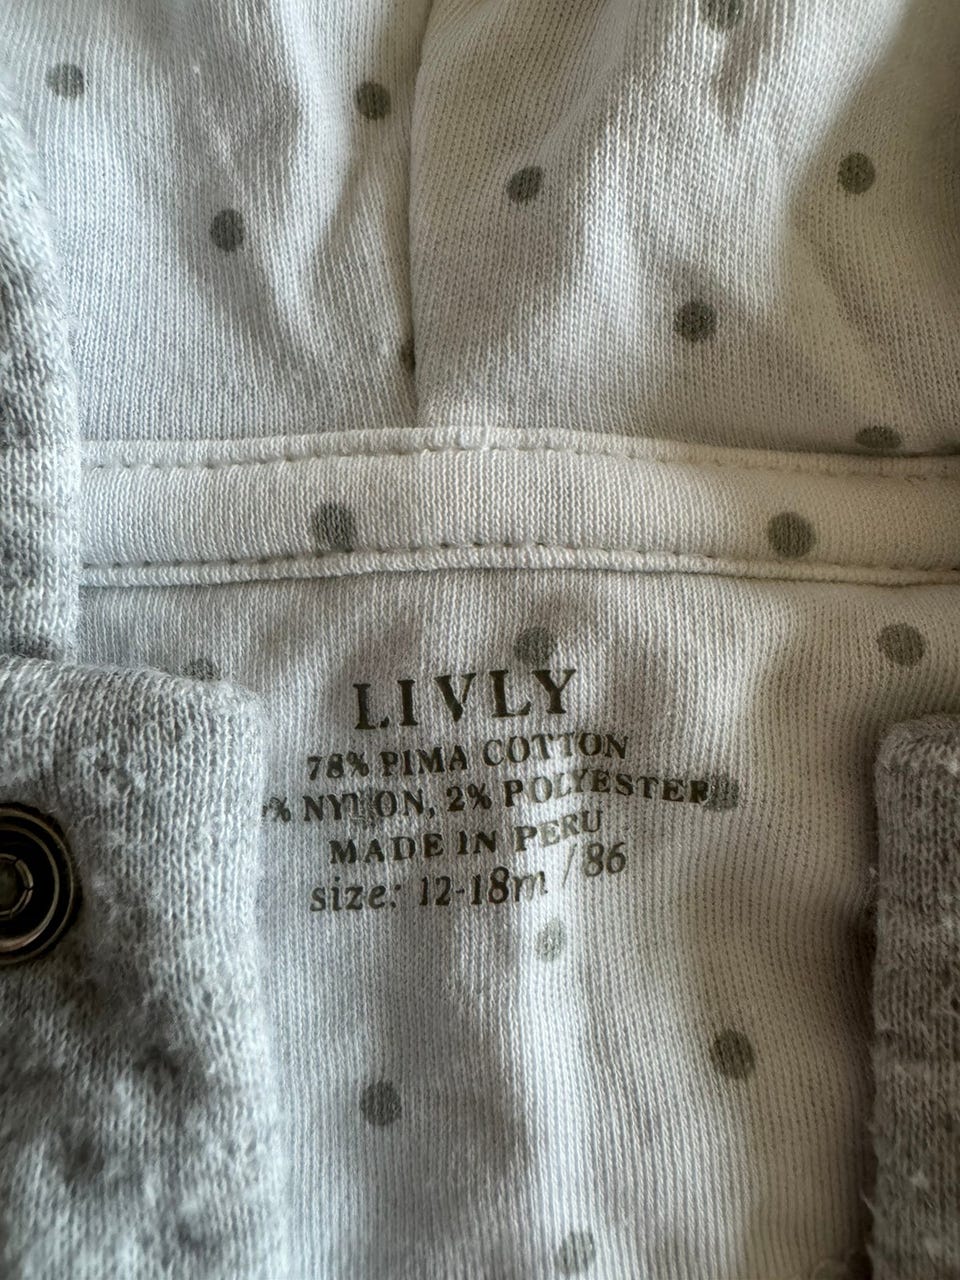 LIVLY
78% PIMA COTTON
% NYLON, 2% POLYESTER
MADE IN PERU
size: 12-18m /86